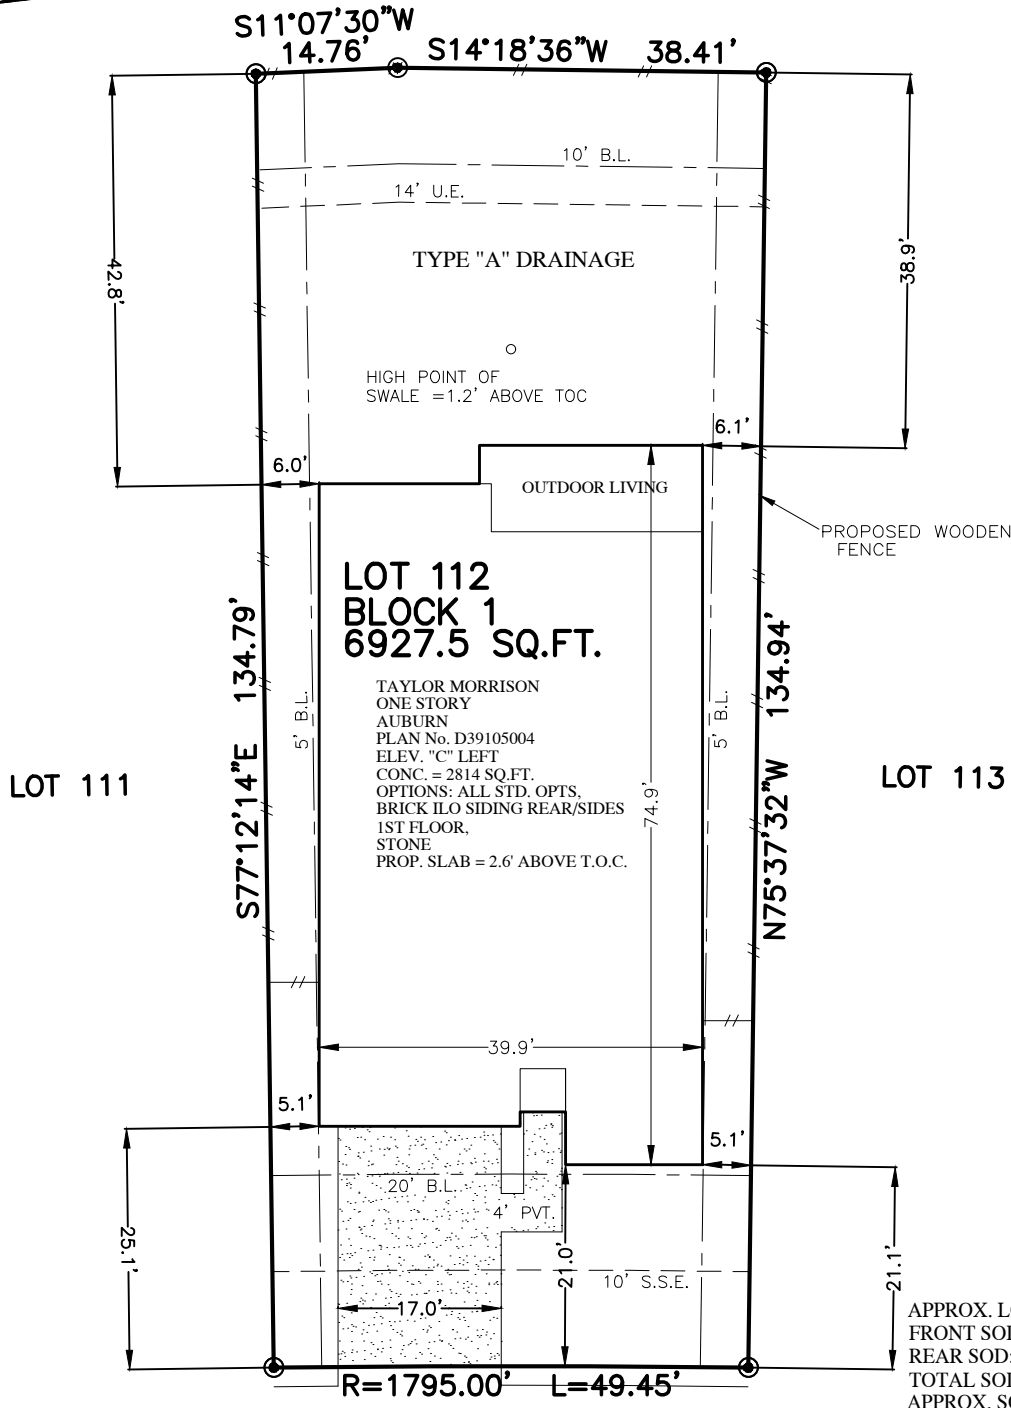 S11°07'30"W
14.76'
S14°18'36"W
38.41'
10' B.L.
14' U.E.
TYPE "A" DRAINAGE
42.8'
38.9'
HIGH POINT OF
SWALE =1.2' ABOVE TOC
6.1'
6.0'
OUTDOOR LIVING
PROPOSED WOODEN
FENCE
LOT 112
BLOCK 1
6927.5 SQ.FT.
S77°12'14"E 134.79'
N75°37'32"W 134.94'
5' B.L.
5' B.L.
TAYLOR MORRISON
ONE STORY
AUBURN
PLAN No. D39105004
ELEV. "C" LEFT
CONC. = 2814 SQ.FT.
OPTIONS: ALL STD. OPTS,
BRICK ILO SIDING REAR/SIDES
1ST FLOOR,
STONE
PROP. SLAB = 2.6' ABOVE T.O.C.
74.9'
LOT 111
LOT 113
39.9'
5.1'
5.1'
20' B.L.
4' PVT.
25.1'
21.0'
21.1'
10' S.S.E.
17.0'
R=1795.00' L=49.45'
APPROX.
FRONT
REAR SOD:
TOTAL
APPROX.